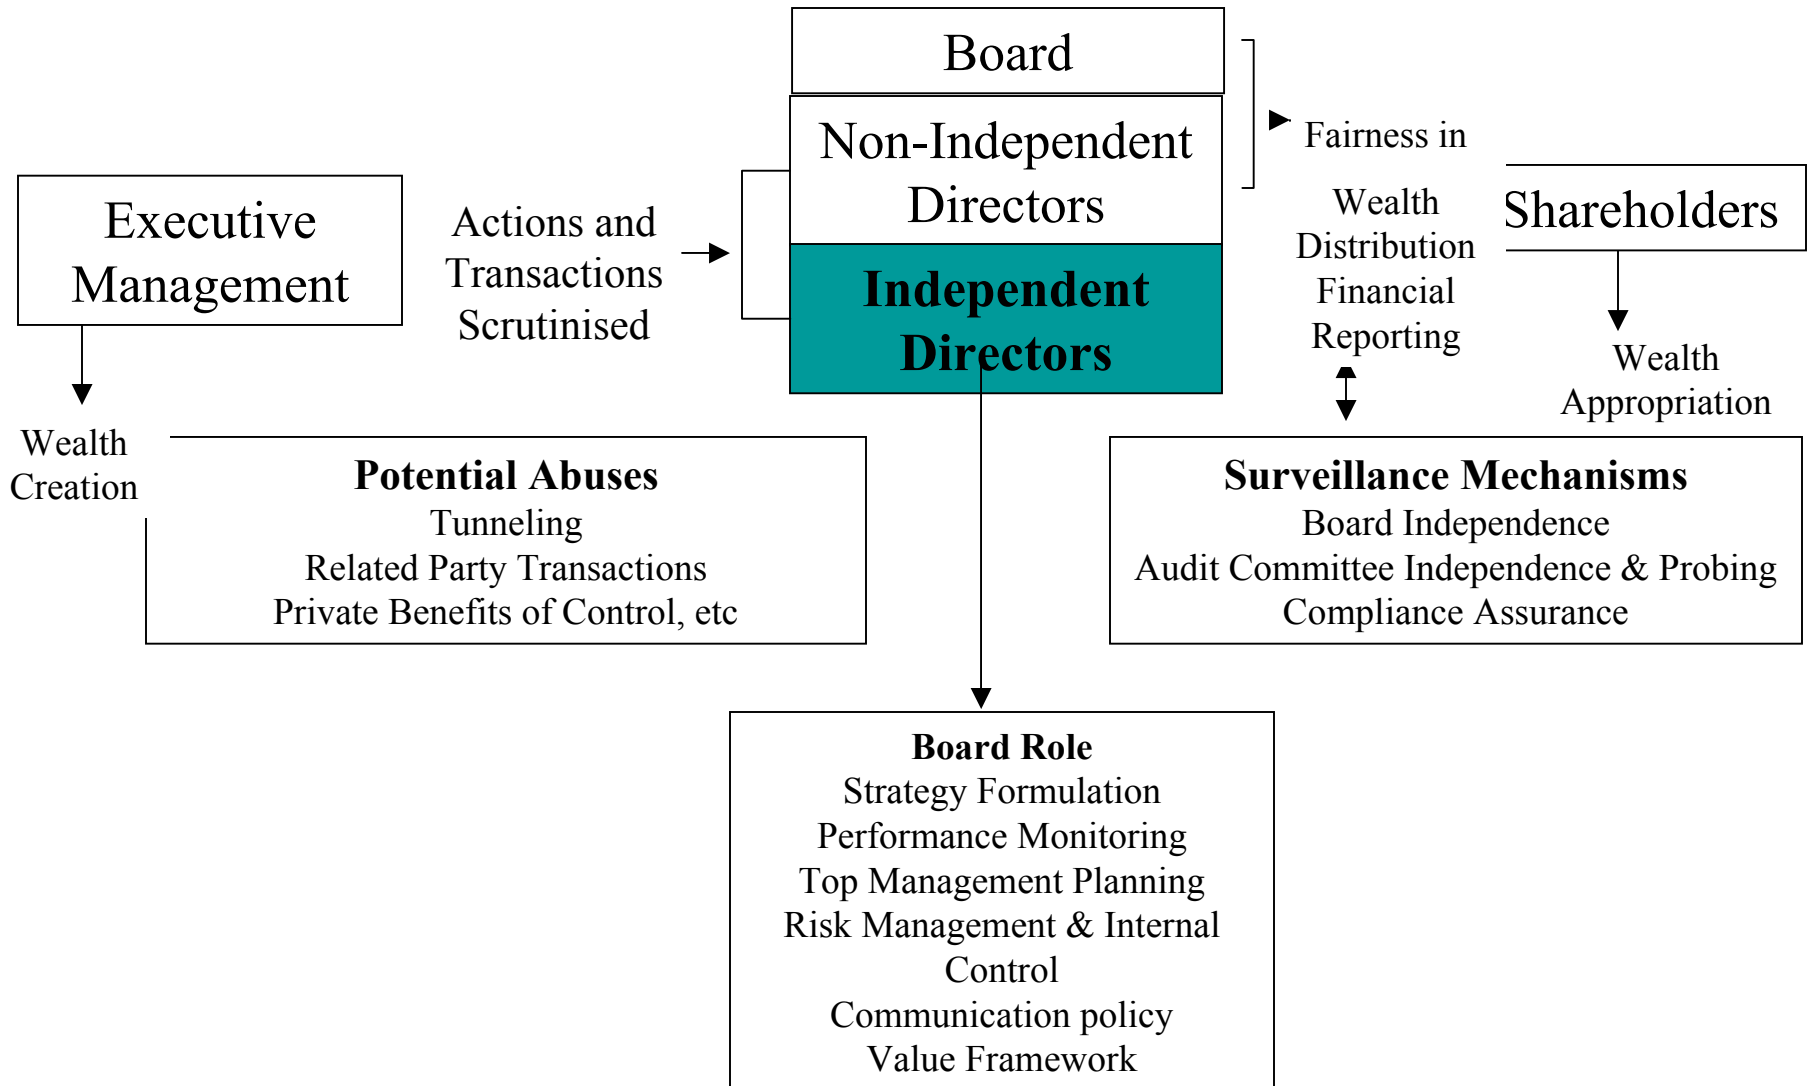 Board
Non-Independent
Directors
Independent
Directors
Executive
Management
Actions and
Transactions
Scrutinised
Fairness in
Wealth
Distribution
Financial
Reporting
Shareholders
Wealth
Appropriation
Wealth
Creation
Potential Abuses
Tunneling
Related Party Transactions
Private Benefits of Control, etc
Surveillance Mechanisms
Board Independence
Audit Committee Independence & Probing
Compliance Assurance
Board Role
Strategy Formulation
Performance Monitoring
Top Management Planning
Risk Management & Internal
Control
Communication policy
Value Framework